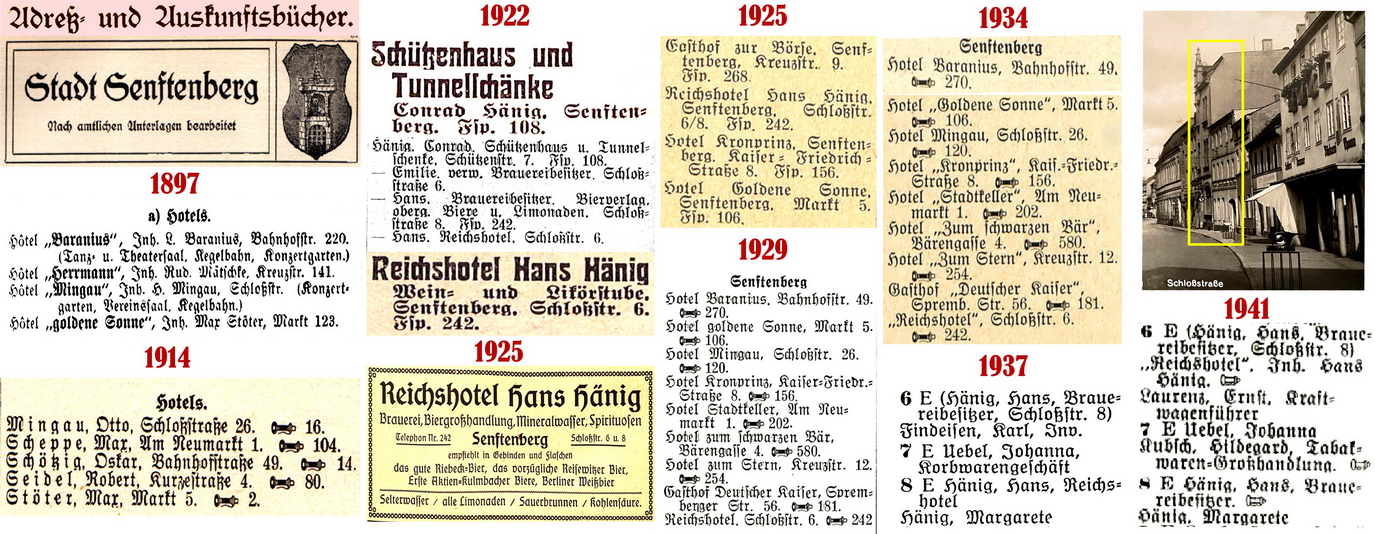 Adreß- und Auskunftsbücher.
Stadt Senftenberg
Nach amtlichen Unterlagen bearbeitet
1897
a) Hotels.
Hôtel „Baranius“, Inh. L. Baranius, Bahnhofstr. 220.
(Tanz- u. Theatersaal, Kegelbahn, Konzertgarten.)
Hôtel „Herrmann“, Inh. Rud. Mätschke, Kreuzstr. 141.
Hôtel „Mingau“, Inh. H. Mingau, Schloßstr. (Konzert-
garten, Vereinssaal, Kegelbahn.)
Hôtel „goldene Sonne“, Inh. Max Stöter, Markt 123.
1914
Hotels.
Mingau, Otto, Schloßstraße 26. 16.
Scheppe, Max, Am Neumarkt 1. 104.
Schötzig, Oskar, Bahnhofstraße 49. 14.
Seidel, Robert, Kurzestraße 4. 80.
Stöter, Max, Markt 5. 2.
1922
Schützenhaus und
Tunnelschänke
Conrad Hänig, Senften-
berg. Fsp. 108.
Hänig, Conrad, Schützenhaus u. Tunnel-
schenke, Schützenstr. 7. Fsp. 108.
— Emilie, verw. Brauereibesitzer, Schloß-
straße 6.
— Hans, Brauereibesitzer, Bierverlag,
oberg. Biere u. Limonaden, Schloß-
straße 8. Fsp. 242.
— Hans, Reichshotel, Schloßstr. 6.
Reichshotel Hans Hänig
Wein- und Likörstube,
Senftenberg, Schloßstr. 6.
Fsp. 242.
1925
Reichshotel Hans Hänig
Brauerei, Biergroßhandlung, Mineralwasser, Spirituosen
Telephon Nr. 242 Senftenberg Schloßstr. 6 u. 8
empfiehlt in Gebinden und Flaschen
das gute Riebeck-Bier, das vorzügliche Reisewitzer Bier,
Erste Aktien-Kulmbacher Biere, Berliner Weißbier
Selterwasser / alle Limonaden / Sauerbrunnen / Kohlensäure.
1925
Gasthof zur Börse, Senf-
tenberg, Kreuzstr. 9.
Fsp. 268.
Reichshotel Hans Hänig,
Senftenberg, Schloßstr.
6/8. Fsp. 242.
Hotel Kronprinz, Senften-
berg, Kaiser-Friedrich-
Straße 8. Fsp. 156.
Hotel Goldene Sonne,
Senftenberg, Markt 5.
Fsp. 106.
1929
Senftenberg
Hotel Baranius, Bahnhofstr. 49.
270.
Hotel goldene Sonne, Markt 5.
106.
Hotel Mingau, Schloßstr. 26.
120.
Hotel Kronprinz, Kaiser-Friedr.-
Straße 8. 156.
Hotel Stadtkeller, Am Neu-
markt 1. 202.
Hotel zum schwarzen Bär,
Bärengasse 4. 580.
Hotel zum Stern, Kreuzstr. 12.
254.
Gasthof Deutscher Kaiser, Sprem-
berger Str. 56. 181.
Reichshotel, Schloßstr. 6. 242
1934
Senftenberg
Hotel Baranius, Bahnhofstr. 49.
270.
Hotel „Goldene Sonne“, Markt 5.
106.
Hotel Mingau, Schloßstr. 26.
120.
Hotel „Kronprinz“, Kais.-Friedr.-
Straße 8. 156.
Hotel „Stadtkeller“, Am Neu-
markt 1. 202.
Hotel „Zum schwarzen Bär“,
Bärengasse 4. 580.
Hotel „Zum Stern“, Kreuzstr. 12.
254.
Gasthof „Deutscher Kaiser“,
Spremb. Str. 56. 181.
„Reichshotel“, Schloßstr. 6.
242.
1937
6 E (Hänig, Hans, Braue-
reibesitzer, Schloßstr. 8)
Findeisen, Karl, Inv.
7 E Uebel, Johanna,
Korbwarengeschäft
8 E Hänig, Hans, Reichs-
hotel
Hänig, Margarete
Schloßstraße
1941
6 E (Hänig, Hans, Braue-
reibesitzer, Schloßstr. 8)
„Reichshotel“. Inh. Hans
Hänig.
Laurenz, Ernst, Kraft-
wagenführer
7 E Uebel, Johanna
Kubsch, Hildegard, Tabak-
waren-Großhandlung.
8 E Hänig, Hans, Braue-
reibesitzer.
Hänig, Margarete